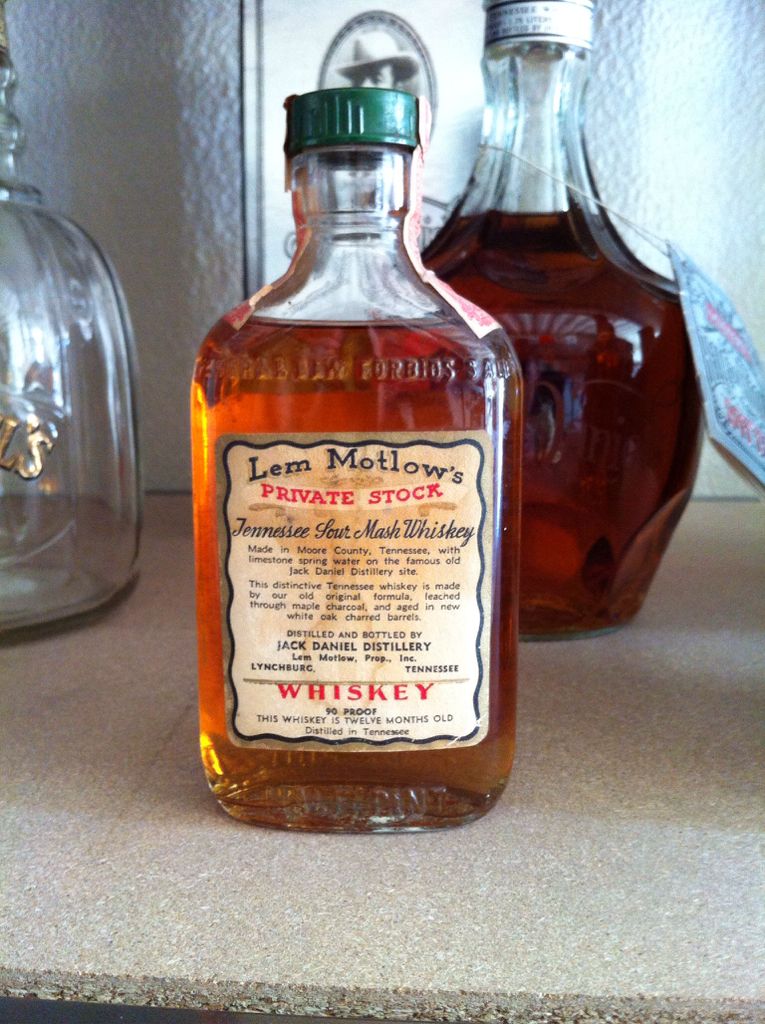 TENNESSEE
FORBIDS
Lem Motlow's
PRIVATE STOCK
Tennessee Sour Mash Whiskey
Made in Moore County, Tennessee, with
limestone spring water on the famous old
Jack Daniel Distillery site.
This distinctive Tennessee whiskey is made
by our old original formula, leached
through maple charcoal, and aged in new
white oak charred barrels.
DISTILLED AND BOTTLED BY
JACK DANIEL DISTILLERY
Lem Motlow, Prop., Inc.
LYNCHBURG, TENNESSEE
WHISKEY
90 PROOF
THIS WHISKEY IS TWELVE MONTHS OLD
Distilled in Tennessee
PINT